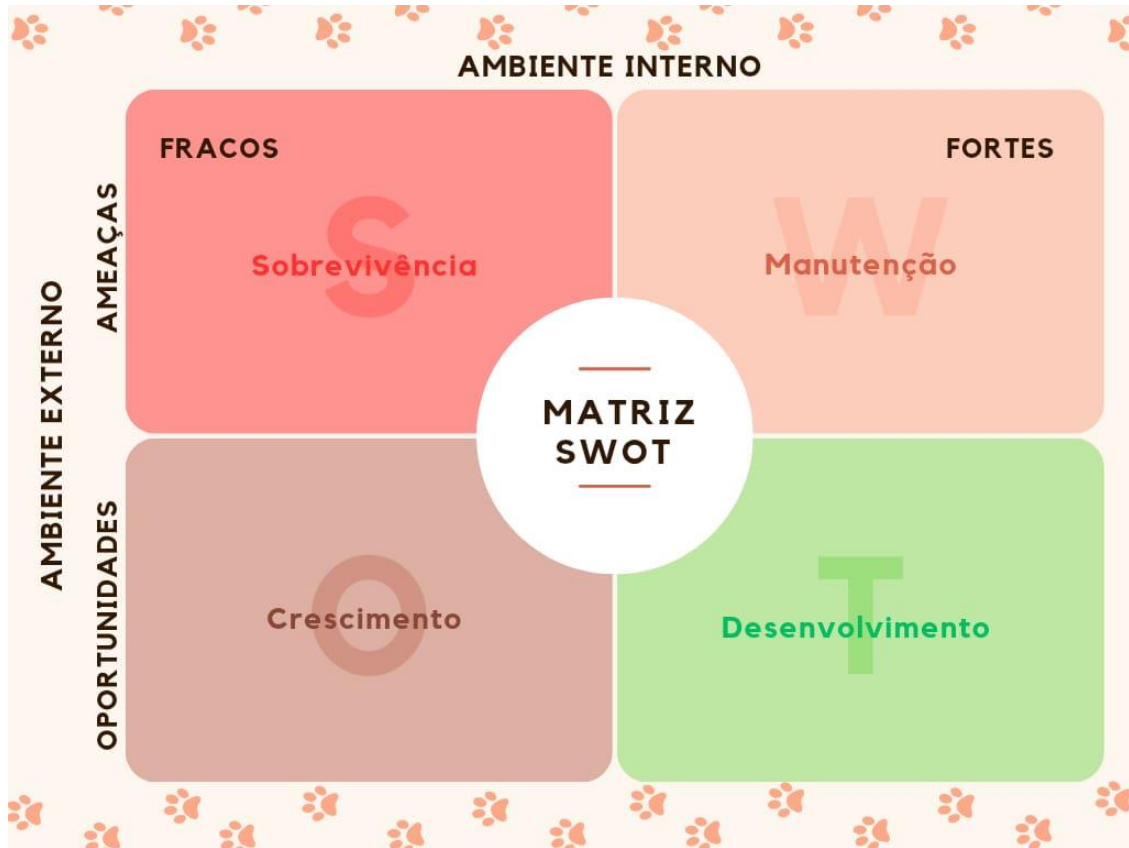 AMBIENTE INTERNO
FRACOS
FORTES
AMBIENTE EXTERNO
AMEAÇAS
S
Sobrevivência
W
Manutenção
MATRIZ
SWOT
OPORTUNIDADES
O
Crescimento
T
Desenvolvimento